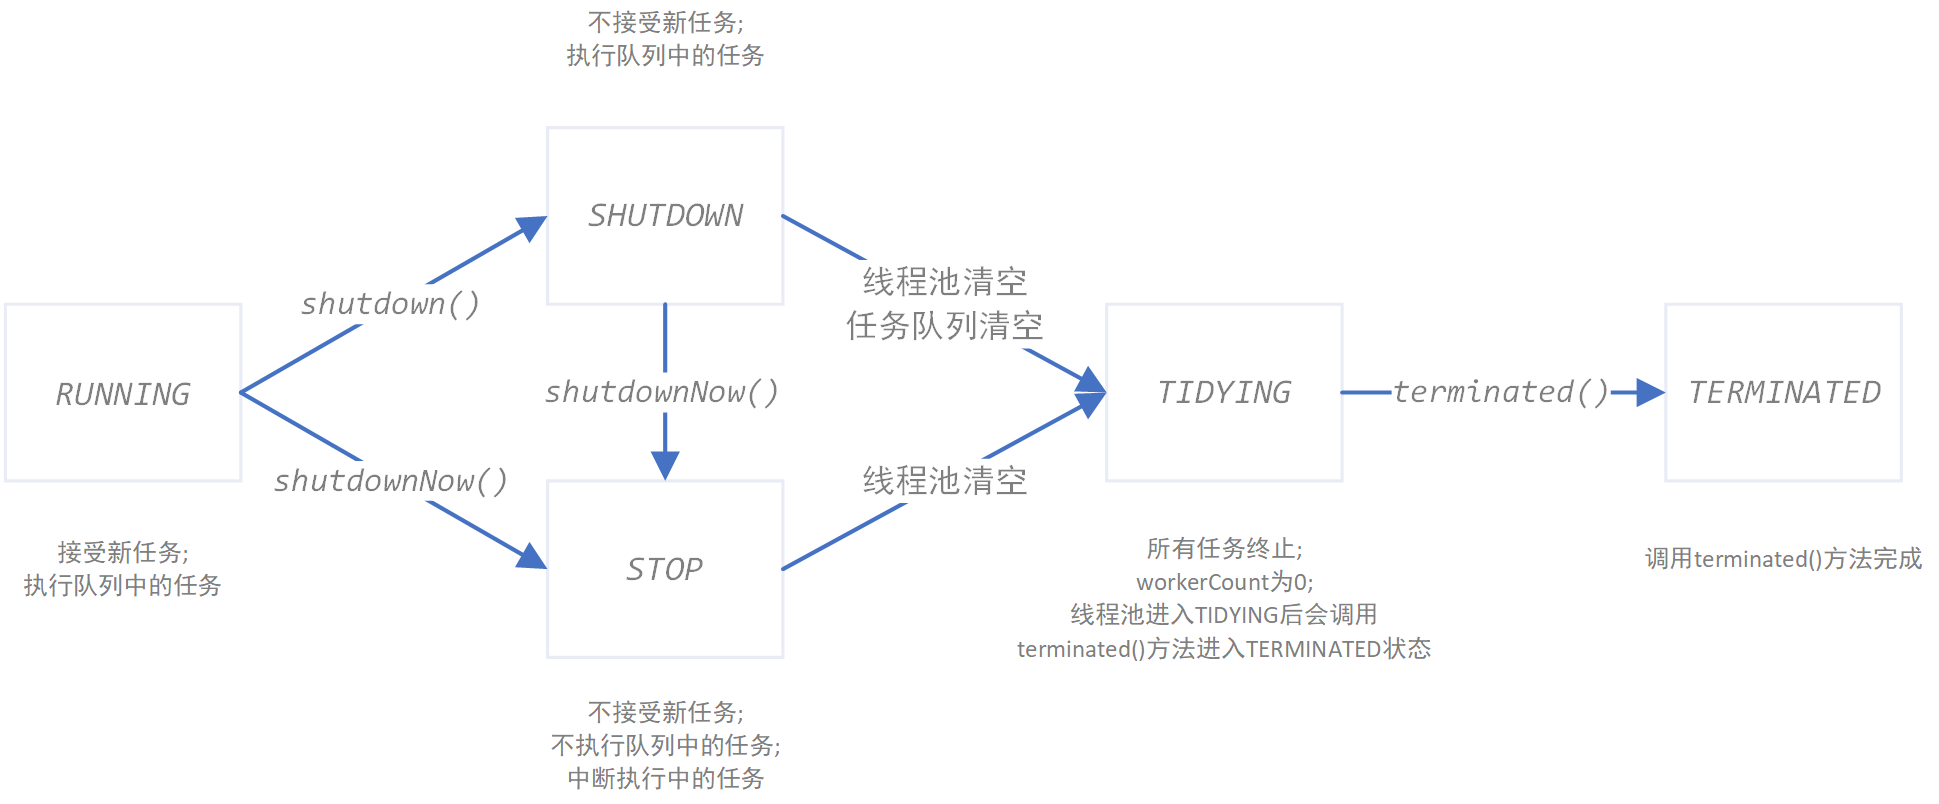 不接受新任务;
执行队列中的任务
SHUTDOWN
线程池清空
任务队列清空
shutdown()
RUNNING
shutdownNow()
TIDYING
terminated()
TERMINATED
shutdownNow()
线程池清空
接受新任务;
执行队列中的任务
STOP
所有任务终止;
workerCount为0;
线程池进入TIDYING后会调用
terminated()方法进入TERMINATED状态
调用terminated()方法完成
不接受新任务;
不执行队列中的任务;
中断执行中的任务